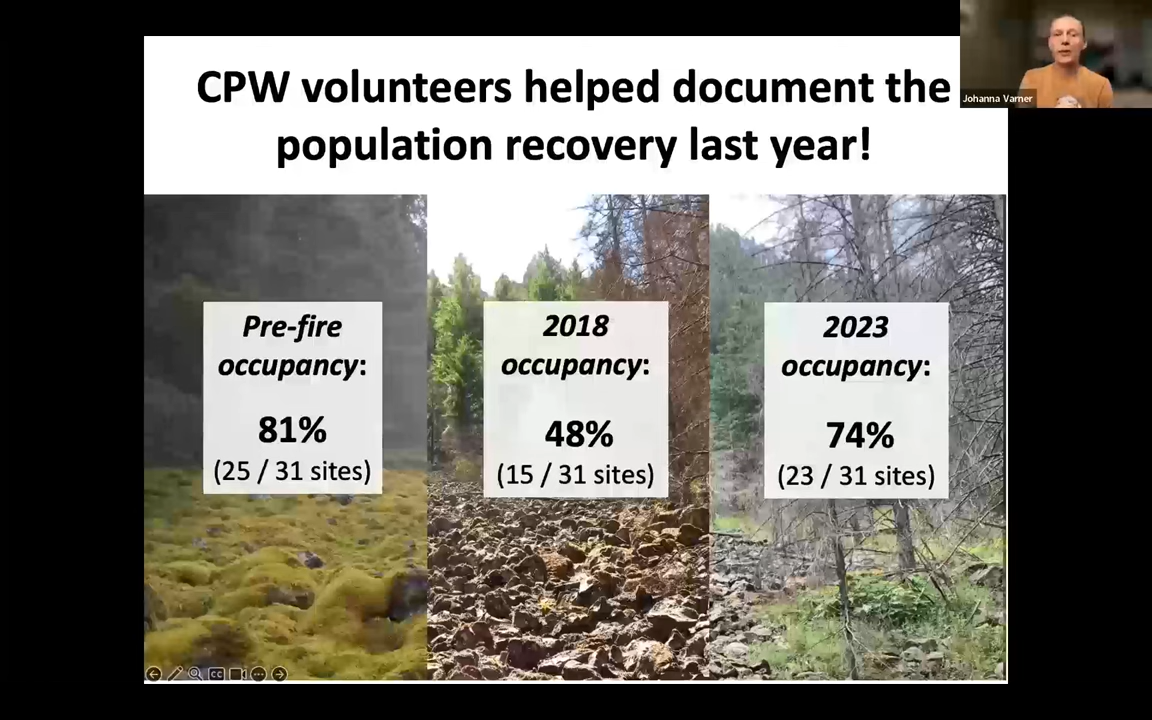 CPW volunteers helped document the
population recovery last year!
Johanna Varner
Pre-fire
occupancy:
81%
(25 / 31 sites)
2018
occupancy:
48%
(15 / 31 sites)
2023
occupancy:
74%
(23 / 31 sites)
CC